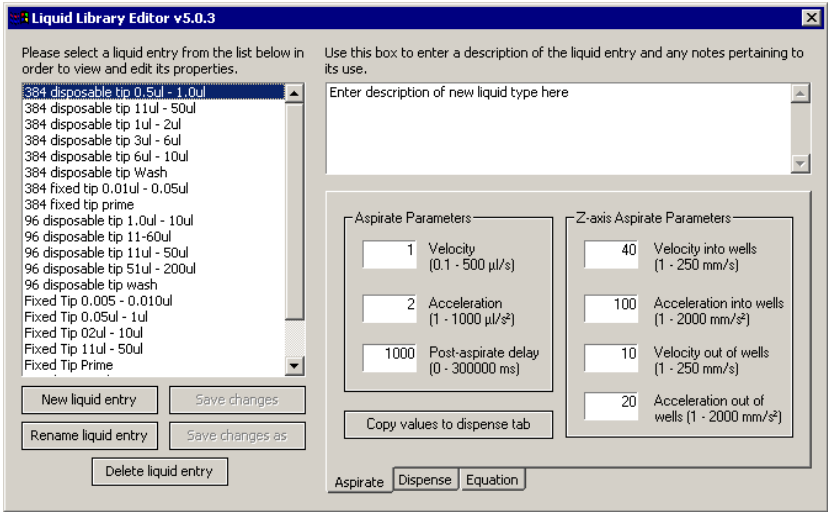 Liquid Library Editor v5.0.3
Please select a liquid entry from the list below in
order to view and edit its properties.
384 disposable tip 0.5ul - 1.0ul
384 disposable tip 11ul - 50ul
384 disposable tip 1ul - 2ul
384 disposable tip 3ul - 6ul
384 disposable tip 6ul - 10ul
384 disposable tip Wash
384 fixed tip 0.01ul - 0.05ul
384 fixed tip prime
96 disposable tip 1.0ul - 10ul
96 disposable tip 11-60ul
96 disposable tip 11ul - 50ul
96 disposable tip 51ul - 200ul
96 disposable tip wash
Fixed Tip 0.005 - 0.010ul
Fixed Tip 0.05ul - 1ul
Fixed Tip 02ul - 10ul
Fixed Tip 11ul - 50ul
Fixed Tip Prime
New liquid entry
Save changes
Rename liquid entry
Save changes as
Delete liquid entry
Use this box to enter a description of the liquid entry and any notes pertaining to
its use.
Enter description of new liquid type here
Aspirate Parameters
1 Velocity
(0.1 - 500 µl/s)
2 Acceleration
(1 - 1000 µl/s²)
1000 Post-aspirate delay
(0 - 300000 ms)
Copy values to dispense tab
Z-axis Aspirate Parameters
40 Velocity into wells
(1 - 250 mm/s)
100 Acceleration into wells
(1 - 2000 mm/s²)
10 Velocity out of wells
(1 - 250 mm/s)
20 Acceleration out of
wells (1 - 2000 mm/s²)
Aspirate Dispense Equation